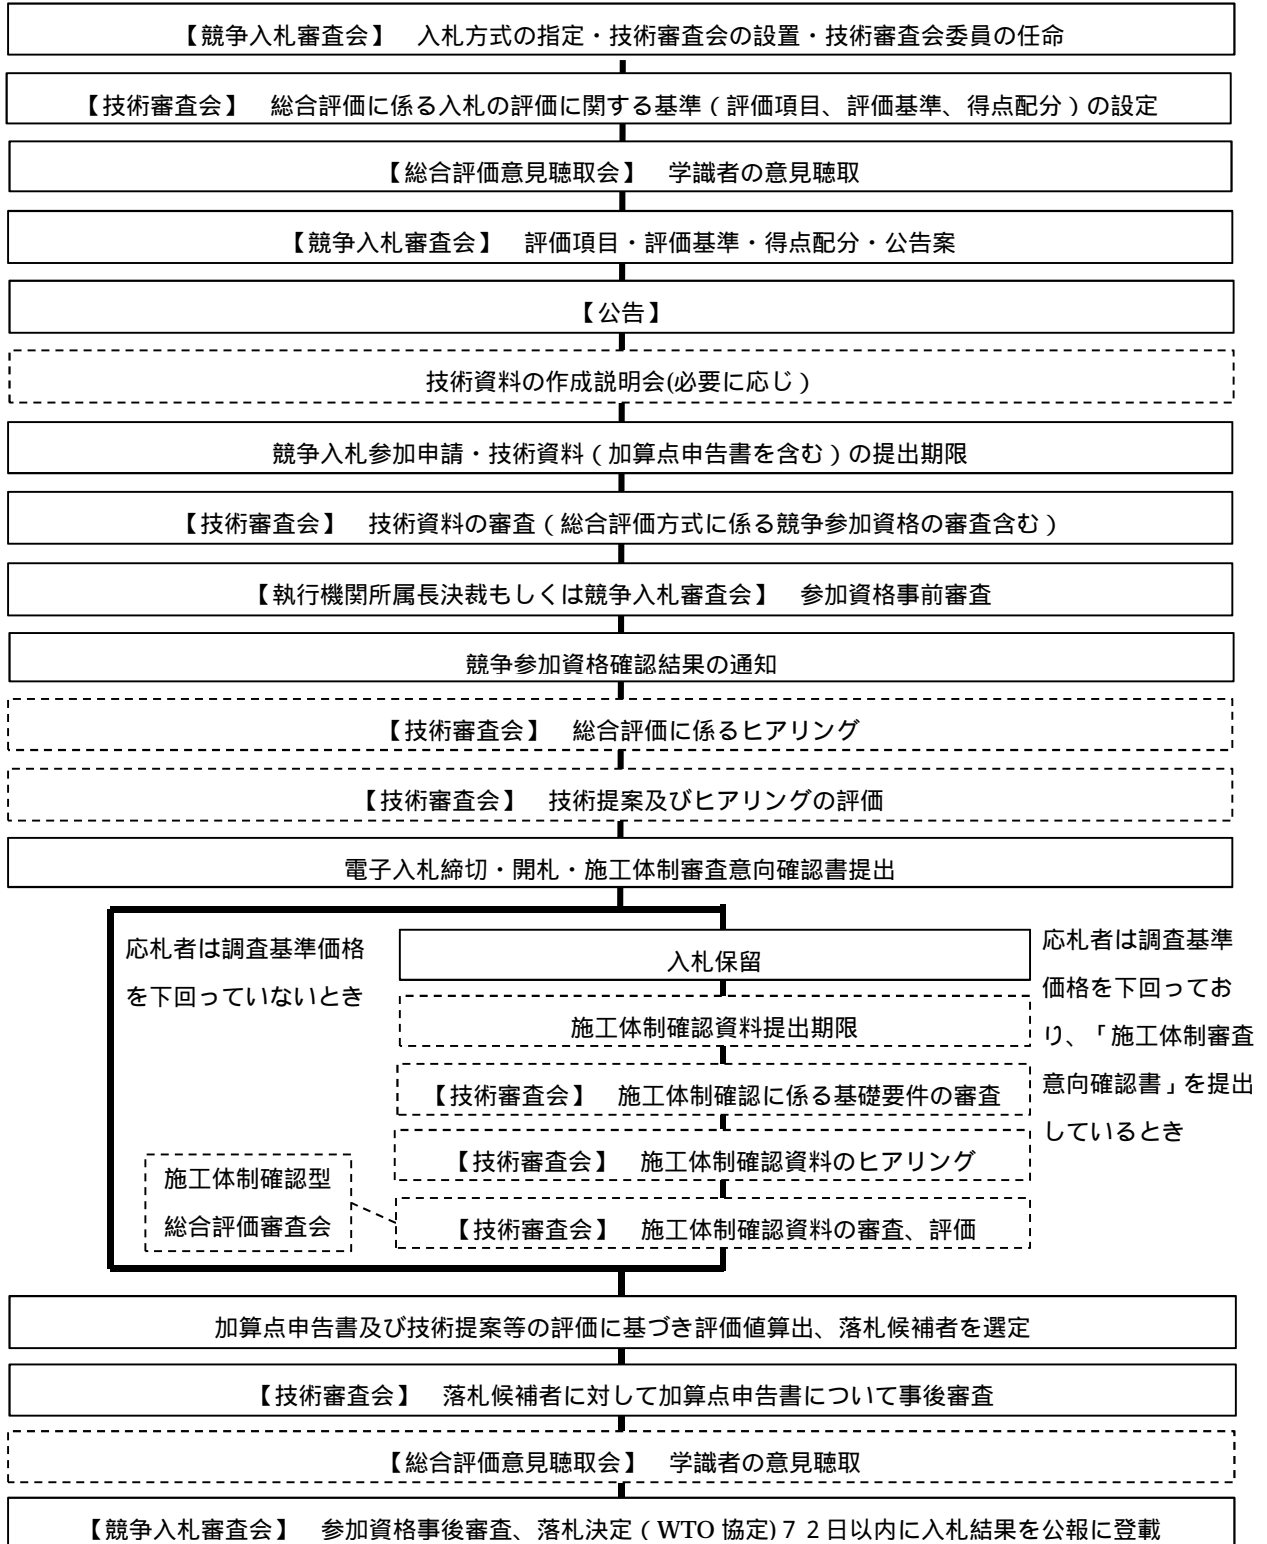 【競争入札審査会】　入札方式の指定・技術審査会の設置・技術審査会委員の任命
【技術審査会】　総合評価に係る入札の評価に関する基準（評価項目、評価基準、得点配分）の設定
【総合評価意見聴取会】　学識者の意見聴取
【競争入札審査会】　評価項目・評価基準・得点配分・公告案
【公告】
技術資料の作成説明会(必要に応じ）
競争入札参加申請・技術資料（加算点申告書を含む）の提出期限
【技術審査会】　技術資料の審査（総合評価方式に係る競争参加資格の審査含む）
【執行機関所属長決裁もしくは競争入札審査会】　参加資格事前審査
競争参加資格確認結果の通知
【技術審査会】　総合評価に係るヒアリング
【技術審査会】　技術提案及びヒアリングの評価
電子入札締切・開札・施工体制審査意向確認書提出
応札者は調査基準価格
を下回っていないとき
入札保留
施工体制確認資料提出期限
【技術審査会】　施工体制確認に係る基礎要件の審査
【技術審査会】　施工体制確認資料のヒアリング
【技術審査会】　施工体制確認資料の審査、評価
施工体制確認型
総合評価審査会
応札者は調査基準
価格を下回ってお
り、「施工体制審査
意向確認書」を提出
しているとき
加算点申告書及び技術提案等の評価に基づき評価値算出、落札候補者を選定
【技術審査会】　落札候補者に対して加算点申告書について事後審査
【総合評価意見聴取会】　学識者の意見聴取
【競争入札審査会】　参加資格事後審査、落札決定（WTO 協定)７２日以内に入札結果を公報に登載